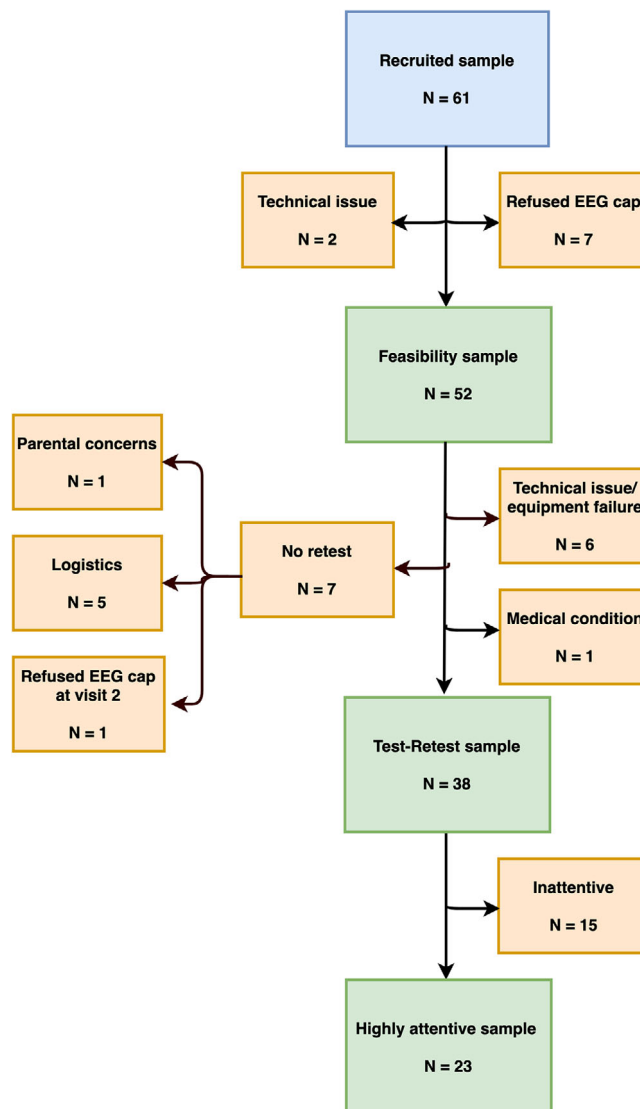 Recruited sample
N = 61
Technical issue
N = 2
Refused EEG cap
N = 7
Feasibility sample
N = 52
Parental concerns
N = 1
Technical issue/
equipment failure
N = 6
No retest
N = 7
Logistics
N = 5
Medical condition
N = 1
Refused EEG cap
at visit 2
N = 1
Test-Retest sample
N = 38
Inattentive
N = 15
Highly attentive sample
N = 23